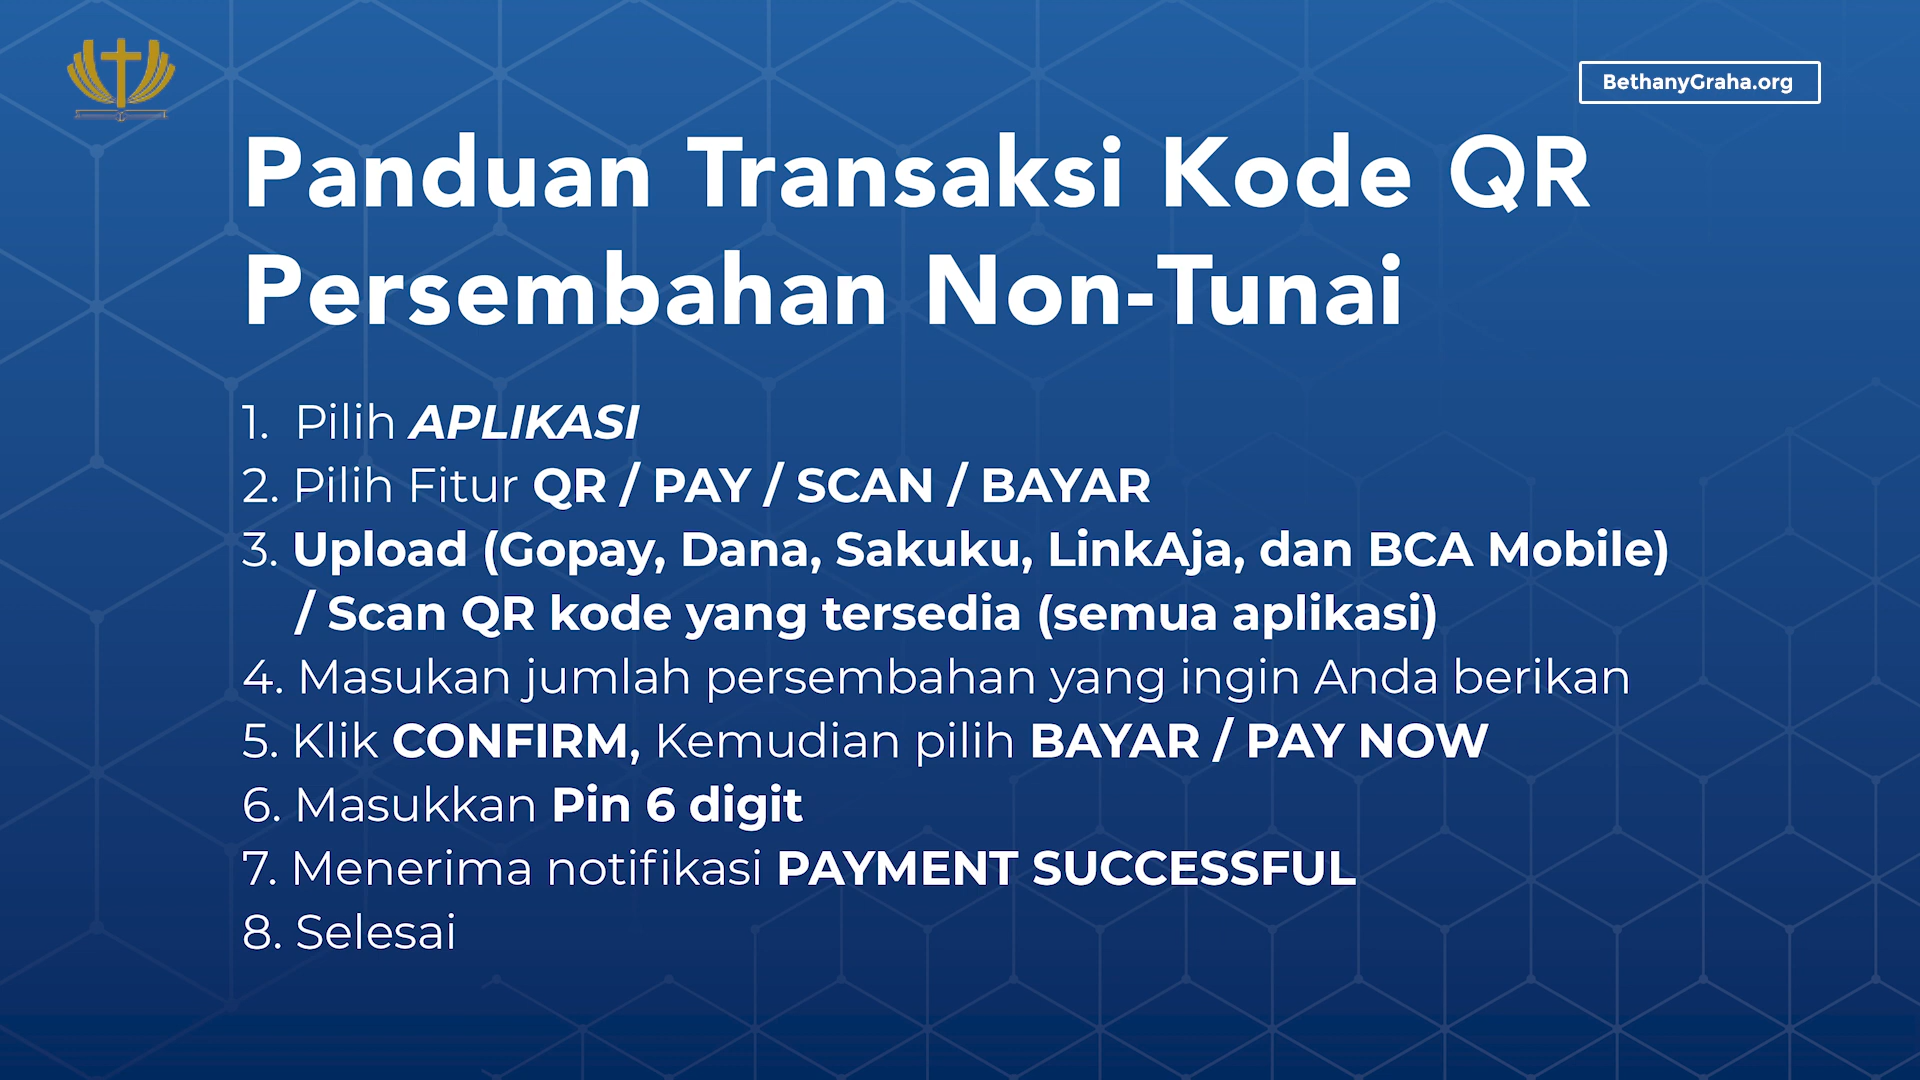 BethanyGraha.org
Panduan Transaksi Kode QR
Persembahan Non-Tunai
1. Pilih APLIKASI
2. Pilih Fitur QR / PAY / SCAN / BAYAR
3. Upload (Gopay, Dana, Sakuku, LinkAja, dan BCA Mobile)
/ Scan QR kode yang tersedia (semua aplikasi)
4. Masukan jumlah persembahan yang ingin Anda berikan
5. Klik CONFIRM, Kemudian pilih BAYAR / PAY NOW
6. Masukkan Pin 6 digit
7. Menerima notifikasi PAYMENT SUCCESSFUL
8. Selesai